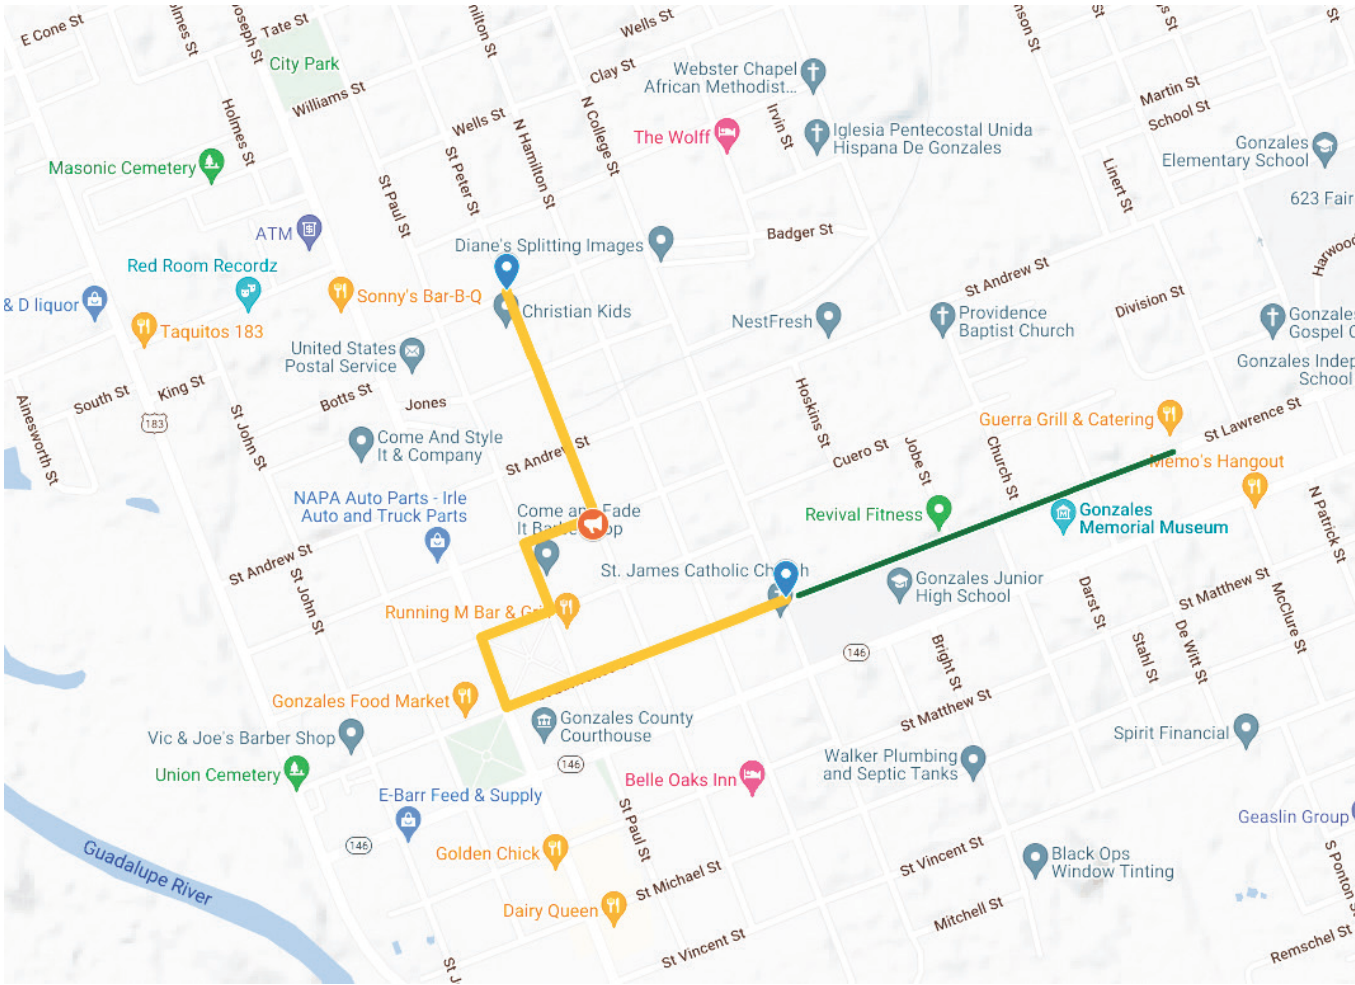 E Cone St
Holmes St
Joseph St
Tate St
City Park
Williams St
Wells St
Clay St
Webster Chapel
African Methodist...
Martin St
School St
Holmes St
Wells St
N Hamilton St
N College St
The Wolff
Irvin St
Iglesia Pentecostal Unida
Hispana De Gonzales
Gonzales
Elementary School
Masonic Cemetery
St Peter St
St Paul St
Linert St
623 Fair
ATM
Diane's Splitting Images
Badger St
Harwood
Red Room Recordz
St Andrew St
& D liquor
Sonny's Bar-B-Q
Christian Kids
NestFresh
Providence
Baptist Church
Division St
Gospel C
Taquitos 183
United States
Postal Service
School
South St
King St
Botts St
Jones
Hoskins St
Ainesworth St
183
St John St
Guerra Grill & Catering
St Lawrence St
Come And Style
It & Company
St Andrew St
Cuero St
Jobe St
Church St
Memo's Hangout
NAPA Auto Parts - Irle
Auto and Truck Parts
Revival Fitness
Gonzales
Memorial Museum
N Patrick St
St Andrew St
St John St
St. James Catholic Church
Gonzales Junior
High School
Running M Bar &
Darst St
St Matthew St
McClure St
146
Bright St
Stahl St
De Witt St
Gonzales Food Market
Gonzales County
Courthouse
St Matthew St
Vic & Joe's Barber Shop
Spirit Financial
Union Cemetery
146
Belle Oaks Inn
Walker Plumbing
and Septic Tanks
E-Barr Feed & Supply
St Paul St
Geaslin Group
146
Golden Chick
St Vincent St
Black Ops
Window Tinting
S Ponton St
Guadalupe River
St Michael St
Dairy Queen
Mitchell St
St Vincent St
Remschel St